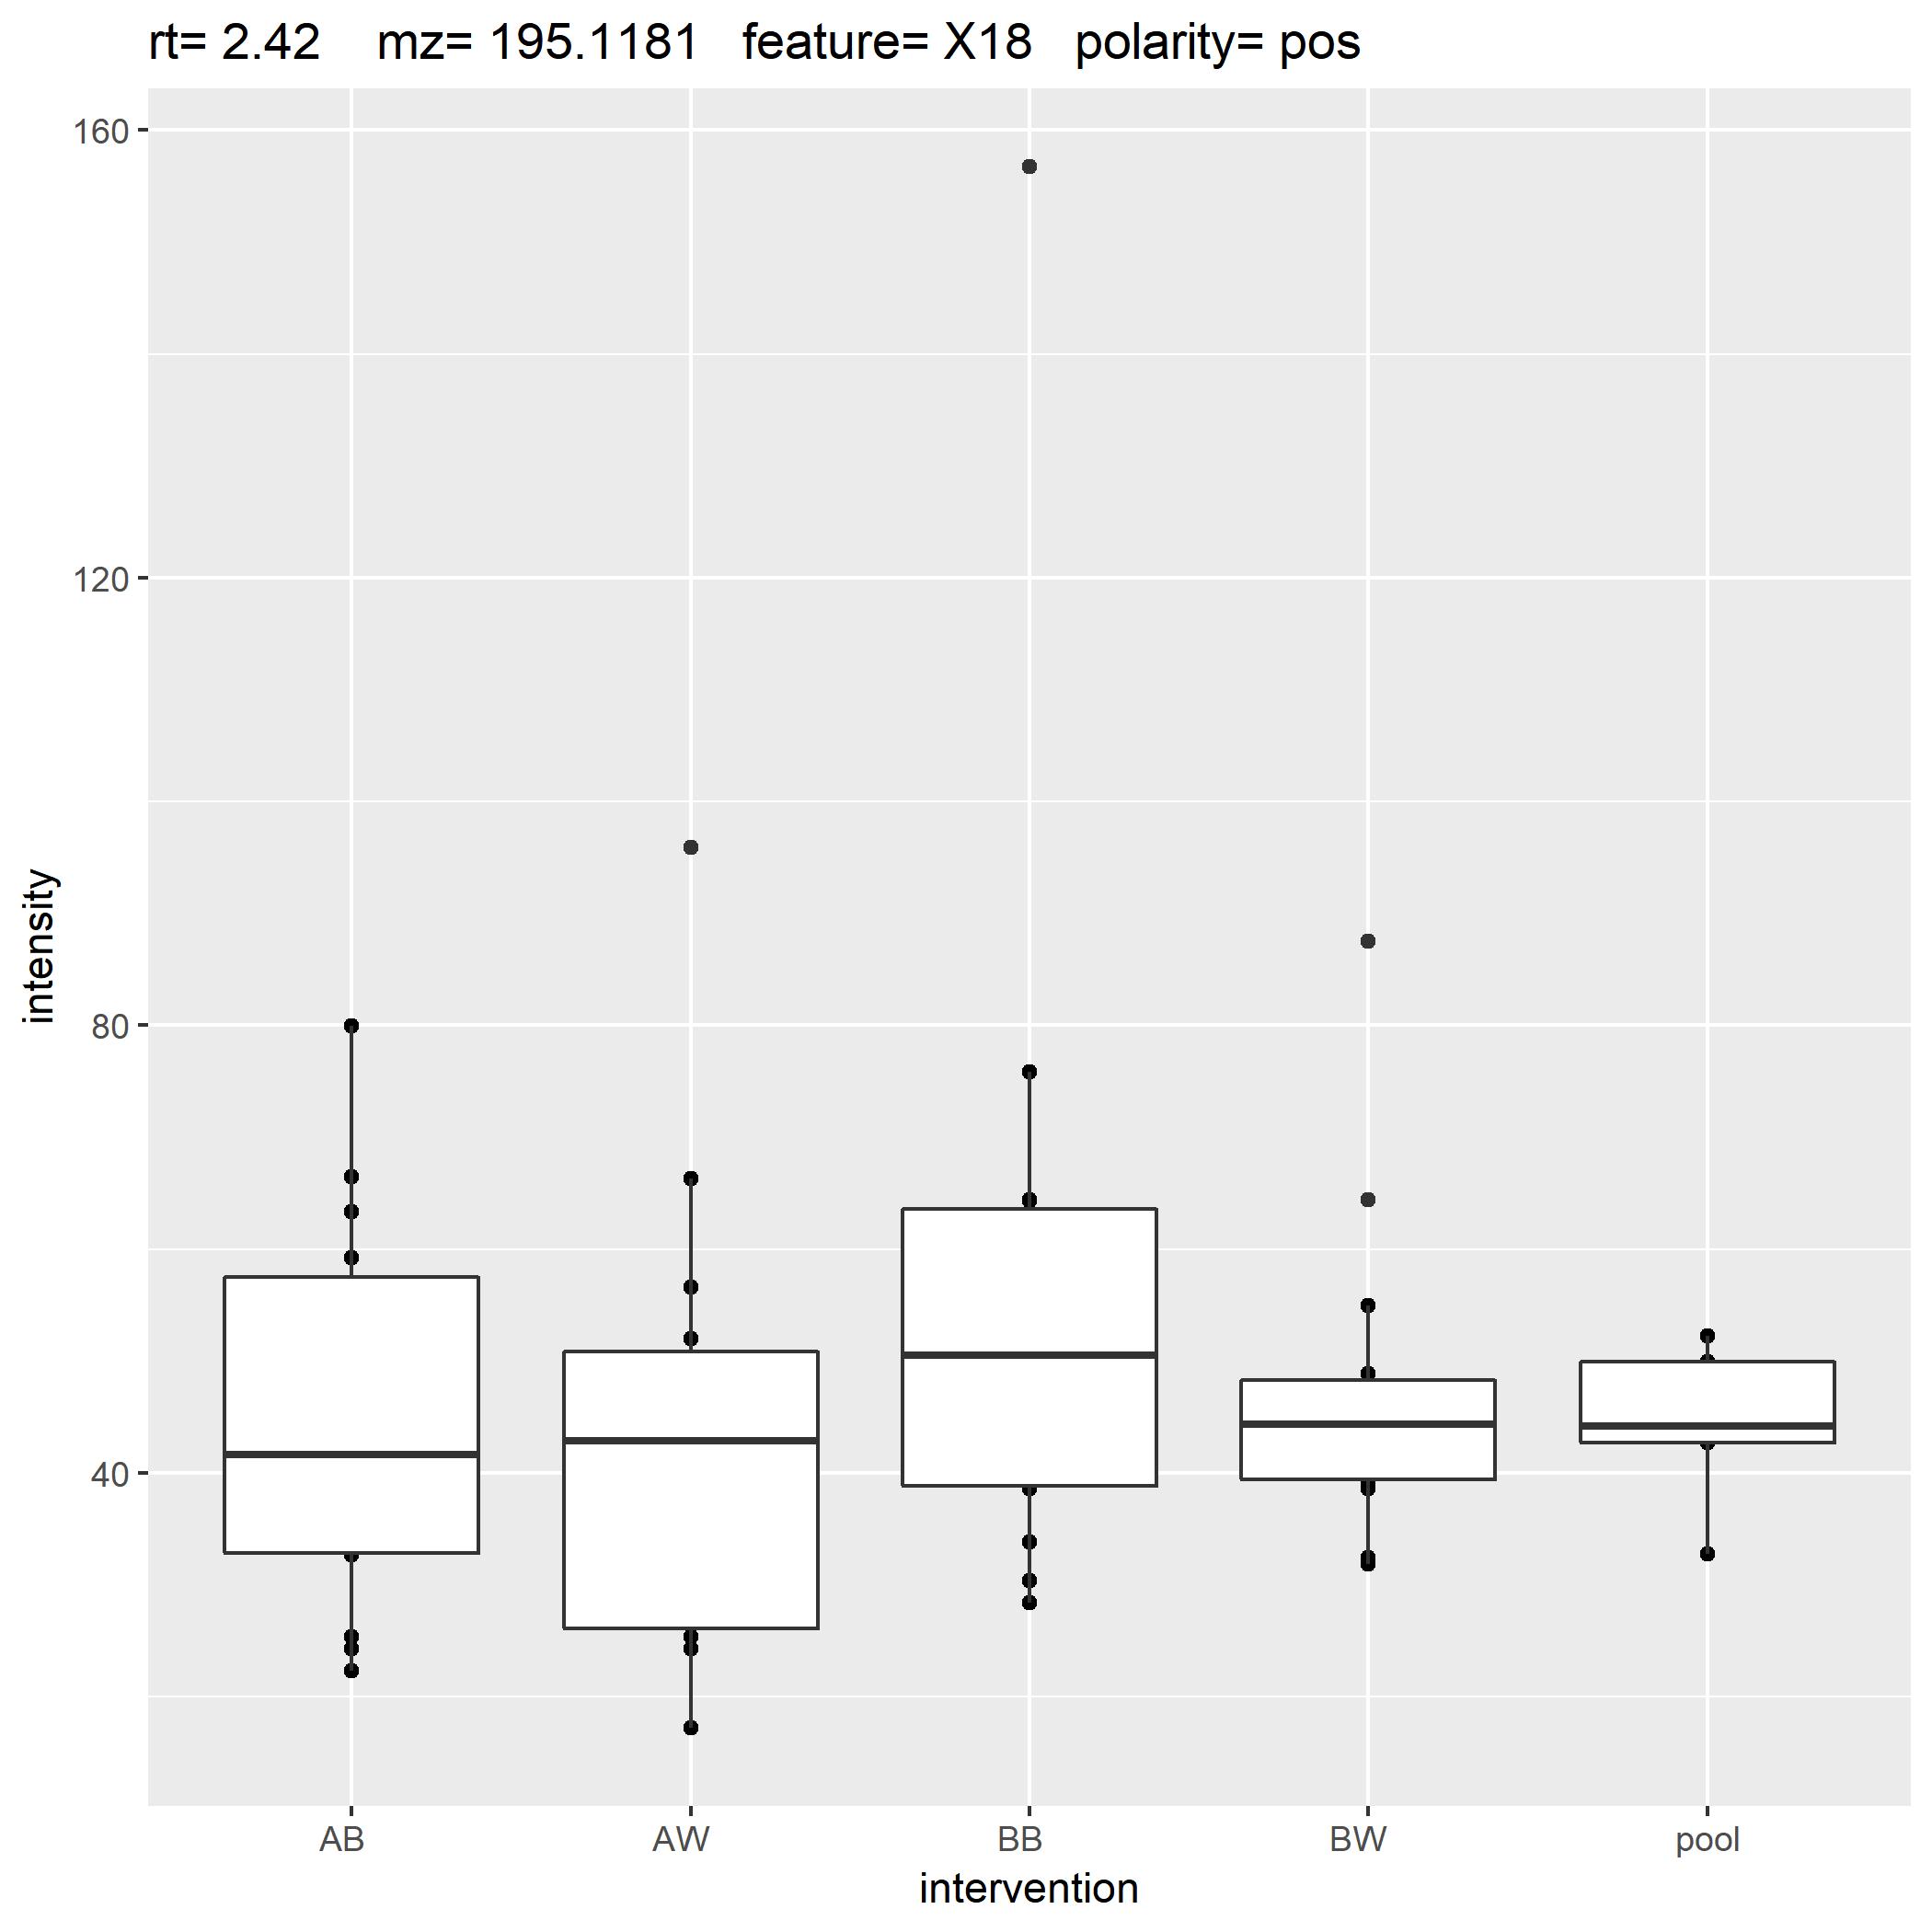 rt= 2.42    mz= 195.1181   feature= X18   polarity= pos
160
120
80
40
intensity
AB AW BB BW pool
intervention